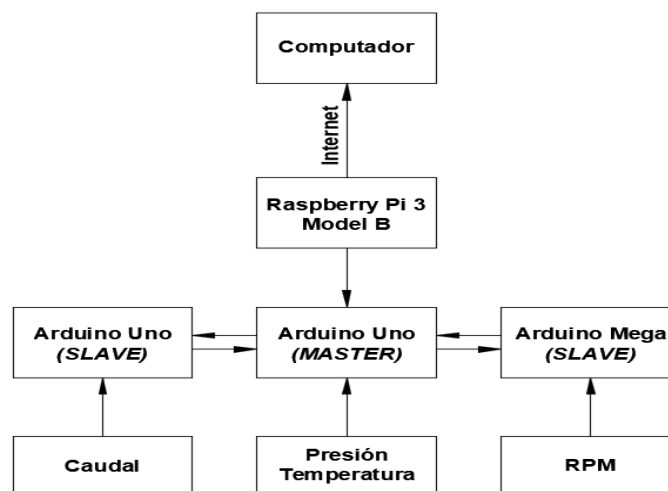 Computador
Internet
Raspberry Pi 3
Model B
Arduino Uno
(SLAVE)
Arduino Uno
(MASTER)
Arduino Mega
(SLAVE)
Caudal
Presión
Temperatura
RPM